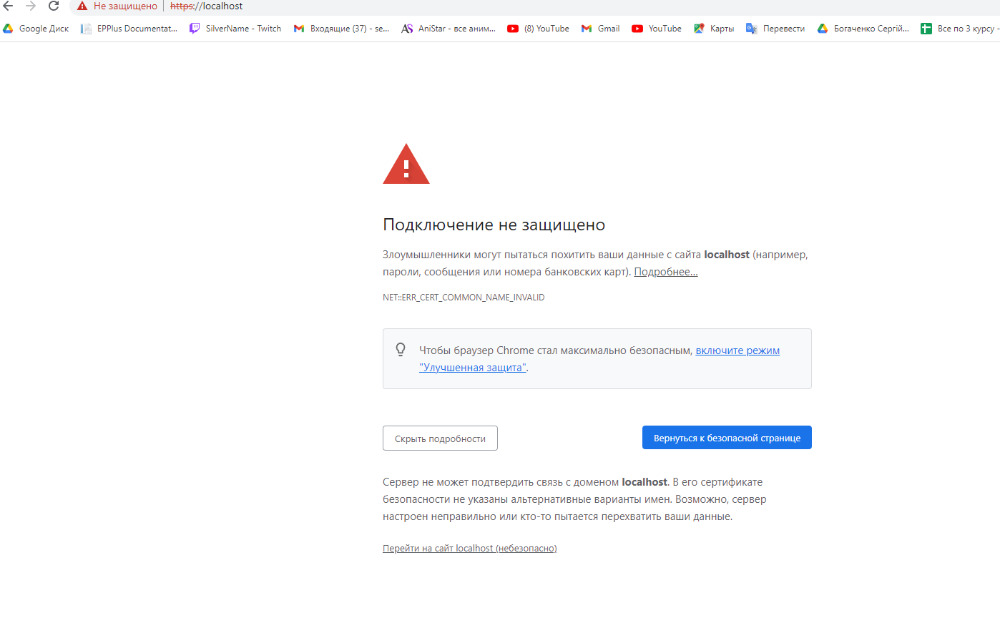 Не защищено https://localhost
Google Диск EPPlus Documentat... SilverName - Twitch Входящие (37) - se... AniStar - все аним... (8) YouTube Gmail YouTube Карты Перевести Богаченко Сергій... Все по 3 курсу -
Подключение не защищено
Злоумышленники могут пытаться похитить ваши данные с сайта localhost (например,
пароли, сообщения или номера банковских карт). Подробнее...
NET::ERR_CERT_COMMON_NAME_INVALID
Чтобы браузер Chrome стал максимально безопасным, включите режим
"Улучшенная защита".
Скрыть подробности Вернуться к безопасной странице
Сервер не может подтвердить связь с доменом localhost. В его сертификате
безопасности не указаны альтернативные варианты имен. Возможно, сервер
настроен неправильно или кто-то пытается перехватить ваши данные.
Перейти на сайт localhost (небезопасно)